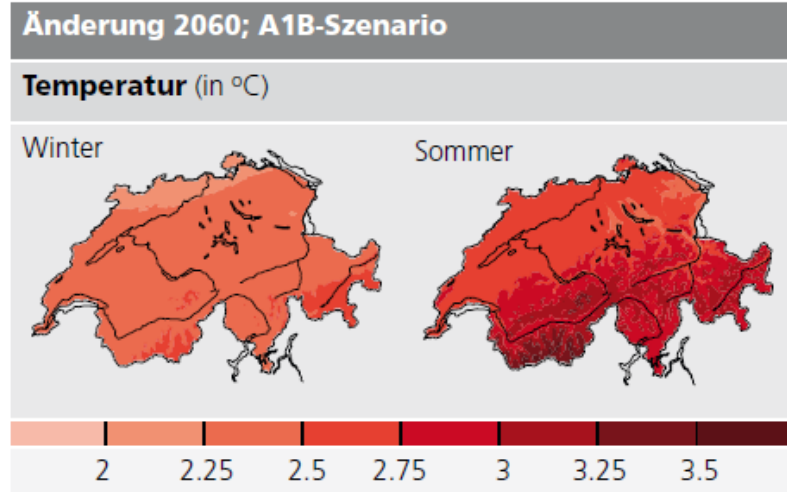 Änderung 2060; A1B-Szenario
Temperatur (in ºC)
Winter Sommer
2 2.25 2.5 2.75 3 3.25 3.5